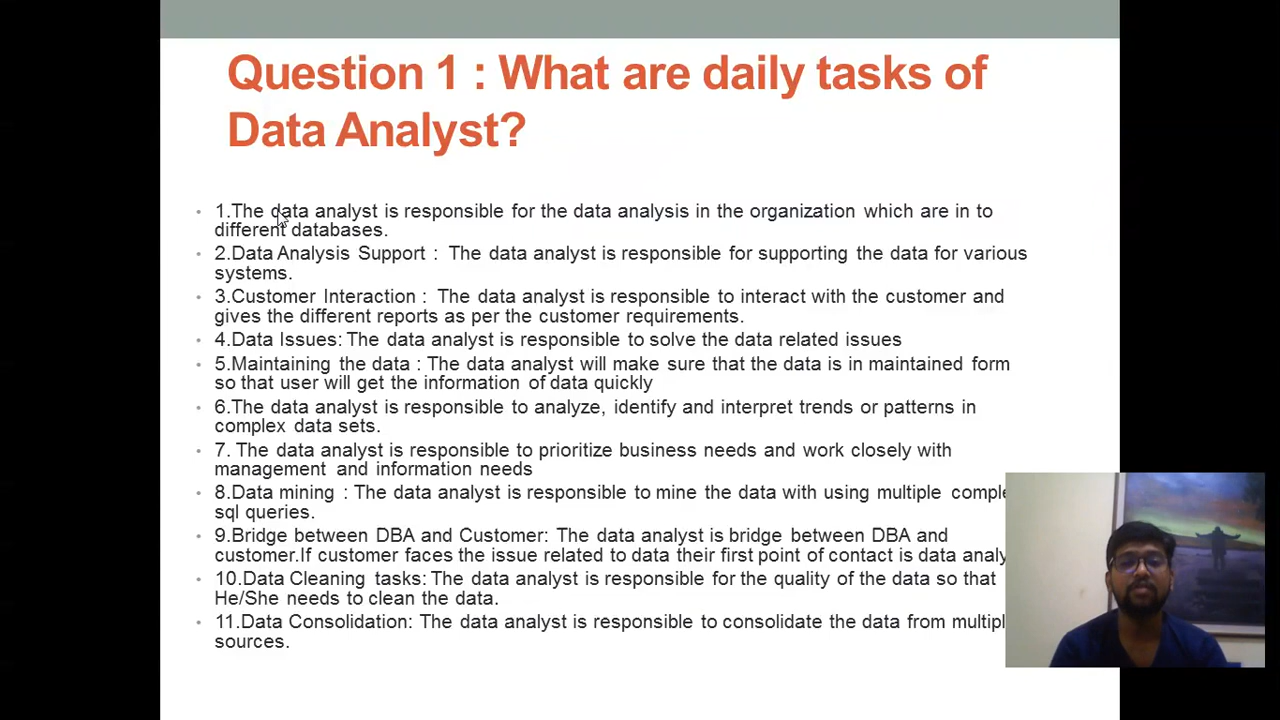 Question 1 : What are daily tasks of
Data Analyst?
1.The data analyst is responsible for the data analysis in the organization which are in to
different databases.
2.Data Analysis Support : The data analyst is responsible for supporting the data for various
systems.
3.Customer Interaction : The data analyst is responsible to interact with the customer and
gives the different reports as per the customer requirements.
4.Data Issues: The data analyst is responsible to solve the data related issues
5.Maintaining the data : The data analyst will make sure that the data is in maintained form
so that user will get the information of data quickly
6.The data analyst is responsible to analyze, identify and interpret trends or patterns in
complex data sets.
7. The data analyst is responsible to prioritize business needs and work closely with
management and information needs
8.Data mining : The data analyst is responsible to mine the data with using multiple comple
sql queries.
9.Bridge between DBA and Customer: The data analyst is bridge between DBA and
customer.If customer faces the issue related to data their first point of contact is data analy
10.Data Cleaning tasks: The data analyst is responsible for the quality of the data so that
He/She needs to clean the data.
11.Data Consolidation: The data analyst is responsible to consolidate the data from multipl
sources.